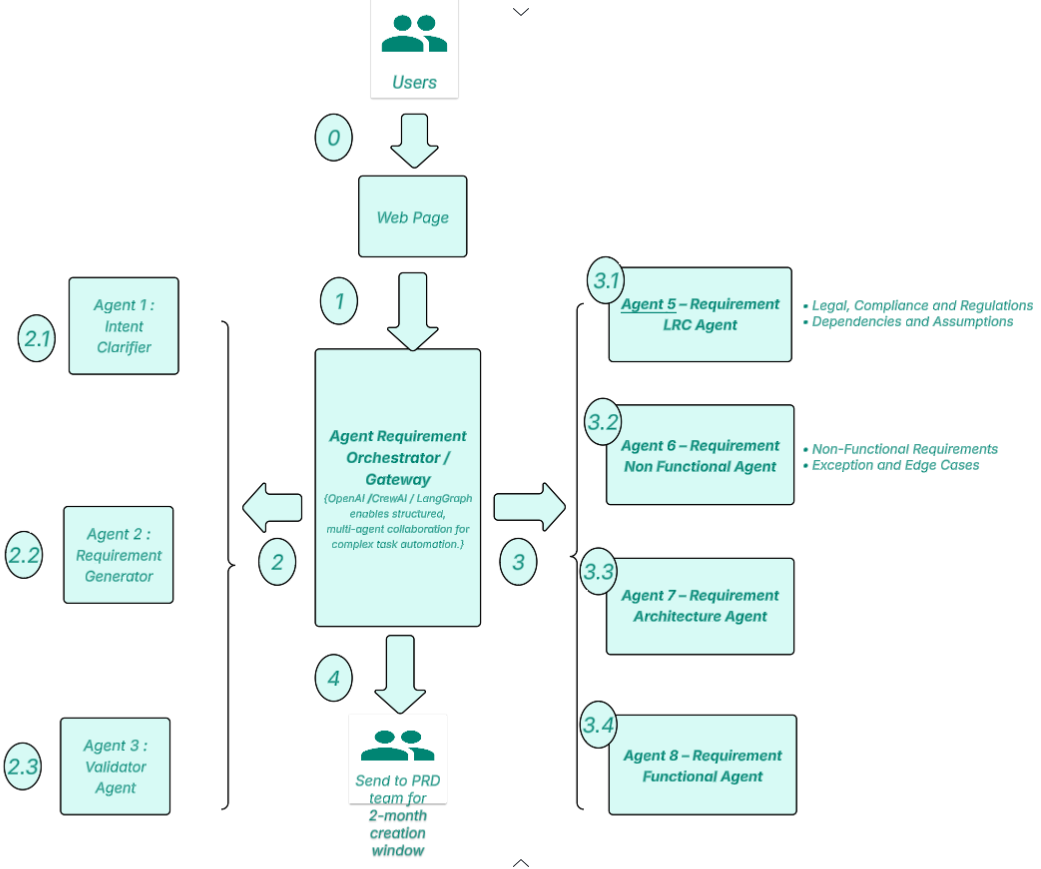 Users
0
Web Page
1
Agent 1 :
Intent
Clarifier
2.1
Agent 2 :
Requirement
Generator
2.2
Agent 3 :
Validator
Agent
2.3
Agent Requirement
Orchestrator /
Gateway
{OpenAI /CrewAI / LangGraph
enables structured,
multi-agent collaboration for
complex task automation.}
2
3
3.1
Agent 5 – Requirement
LRC Agent
• Legal, Compliance and Regulations
• Dependencies and Assumptions
3.2
Agent 6 – Requirement
Non Functional Agent
• Non-Functional Requirements
• Exception and Edge Cases
3.3
Agent 7 – Requirement
Architecture Agent
3.4
Agent 8 – Requirement
Functional Agent
4
Send to PRD
team for
2-month
creation
window